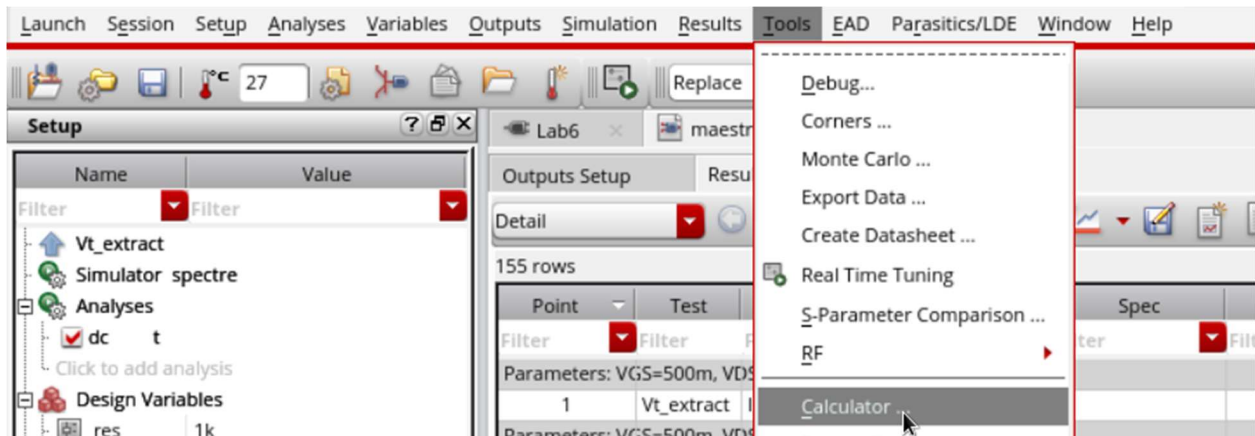 Launch Session Setup Analyses Variables Outputs Simulation Results Tools EAD Parasitics/LDE Window Help
°C 27 Replace
Setup
Name Value
Filter Filter
Vt_extract
Simulator spectre
Analyses
dc t
Click to add analysis
Design Variables
res 1k
Lab6 maestr
Outputs Setup Resu
Detail
155 rows
Point Test Spec
Filter Filter F ter Filt
Parameters: VGS=500m, VDS
1 Vt_extract I
Parameters: VGS=500m, VDS
Debug...
Corners ...
Monte Carlo ...
Export Data ...
Create Datasheet ...
Real Time Tuning
S-Parameter Comparison ...
RF
Calculator ...